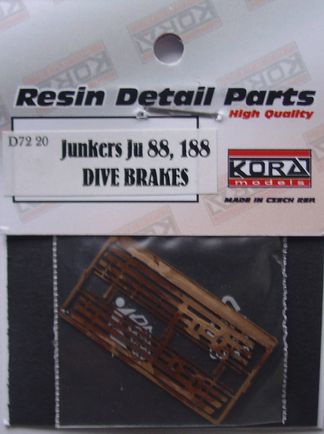 Resin Detail Parts
High Quality
D72 20
Junkers Ju 88, 188
DIVE BRAKES
KORA
models
MADE IN CZECH REP.